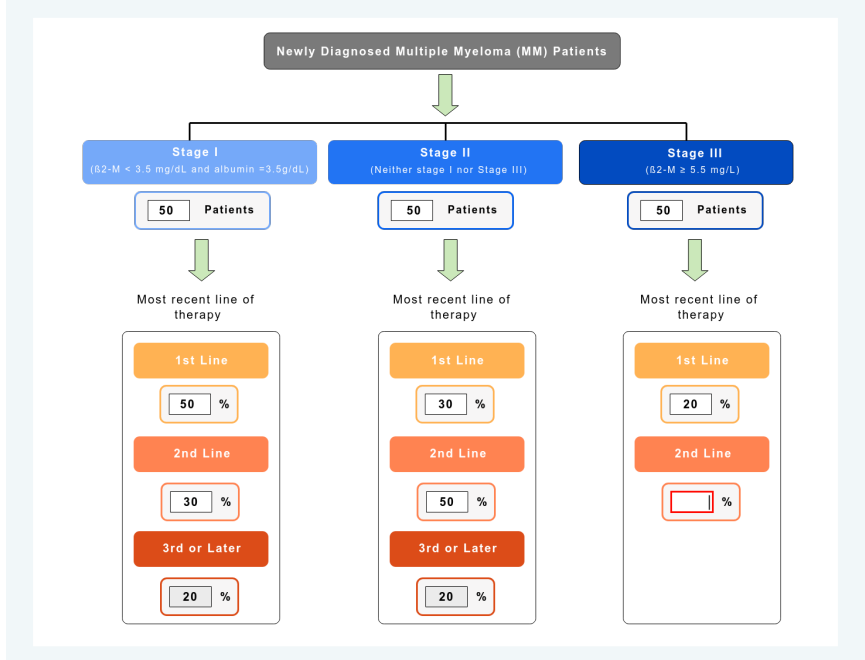 Newly Diagnosed Multiple Myeloma (MM) Patients
Stage I
(ß2-M < 3.5 mg/dL and albumin =3.5g/dL)
50 Patients
Most recent line of
therapy
1st Line
50 %
2nd Line
30 %
3rd or Later
20 %
Stage II
(Neither stage I nor Stage III)
50 Patients
Most recent line of
therapy
1st Line
30 %
2nd Line
50 %
3rd or Later
20 %
Stage III
(ß2-M ≥ 5.5 mg/L)
50 Patients
Most recent line of
therapy
1st Line
20 %
2nd Line
%